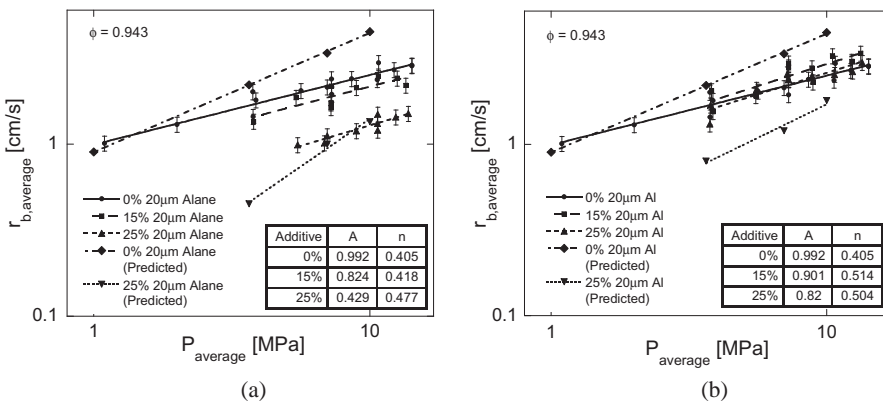 ϕ = 0.943
r_b,average [cm/s]
1
0.1
0% 20μm Alane
15% 20μm Alane
25% 20μm Alane
0% 20μm Alane
(Predicted)
25% 20μm Alane
(Predicted)
Additive A n
0% 0.992 0.405
15% 0.824 0.418
25% 0.429 0.477
1 10
P_average [MPa]
(a)
ϕ = 0.943
r_b,average [cm/s]
1
0.1
0% 20μm Al
15% 20μm Al
25% 20μm Al
0% 20μm Al
(Predicted)
25% 20μm Al
(Predicted)
Additive A n
0% 0.992 0.405
15% 0.901 0.514
25% 0.82 0.504
1 10
P_average [MPa]
(b)